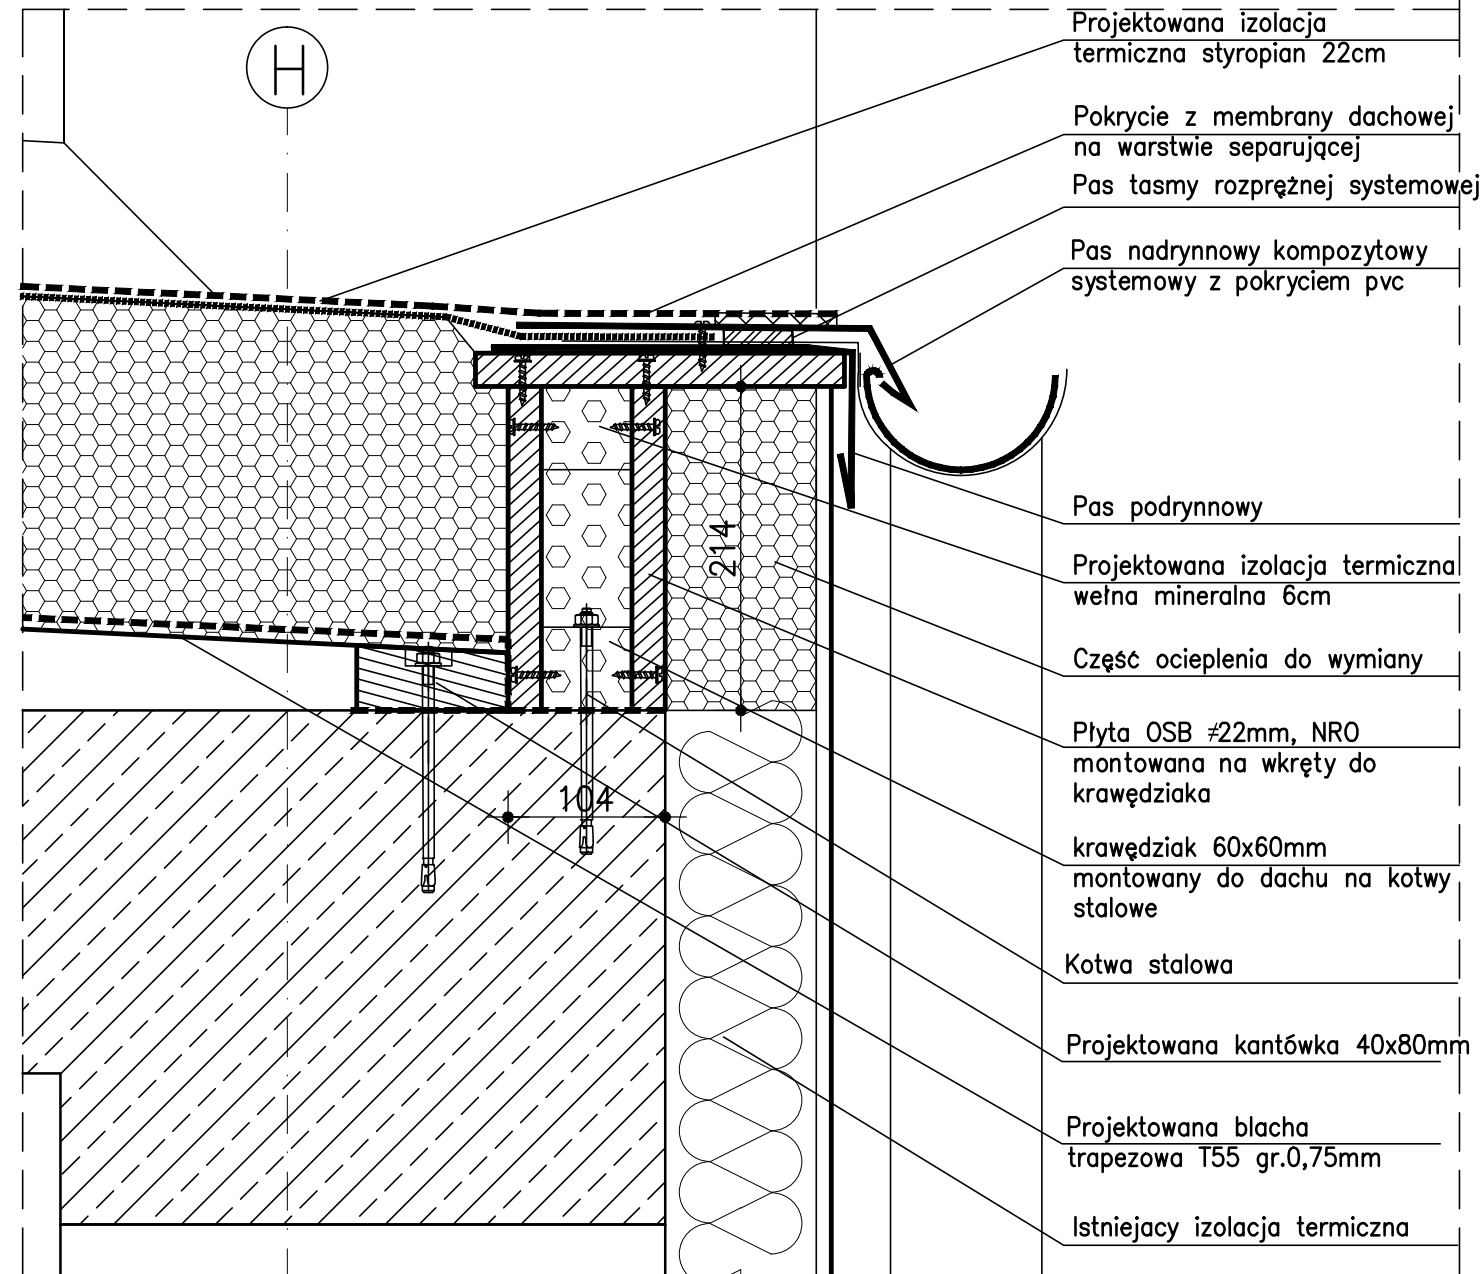 H
Projektowana izolacja
termiczna styropian 22cm
Pokrycie z membrany dachowej
na warstwie separującej
Pas tasmy rozprężnej systemowej
Pas nadrynnowy kompozytowy
systemowy z pokryciem pvc
Pas podrynnowy
Projektowana izolacja termiczna
wełna mineralna 6cm
214
Część ocieplenia do wymiany
Płyta OSB ≠22mm, NRO
montowana na wkręty do
krawędziaka
104
krawędziak 60x60mm
montowany do dachu na kotwy
stalowe
Kotwa stalowa
Projektowana kantówka 40x80mm
Projektowana blacha
trapezowa T55 gr.0,75mm
Istniejacy izolacja termiczna